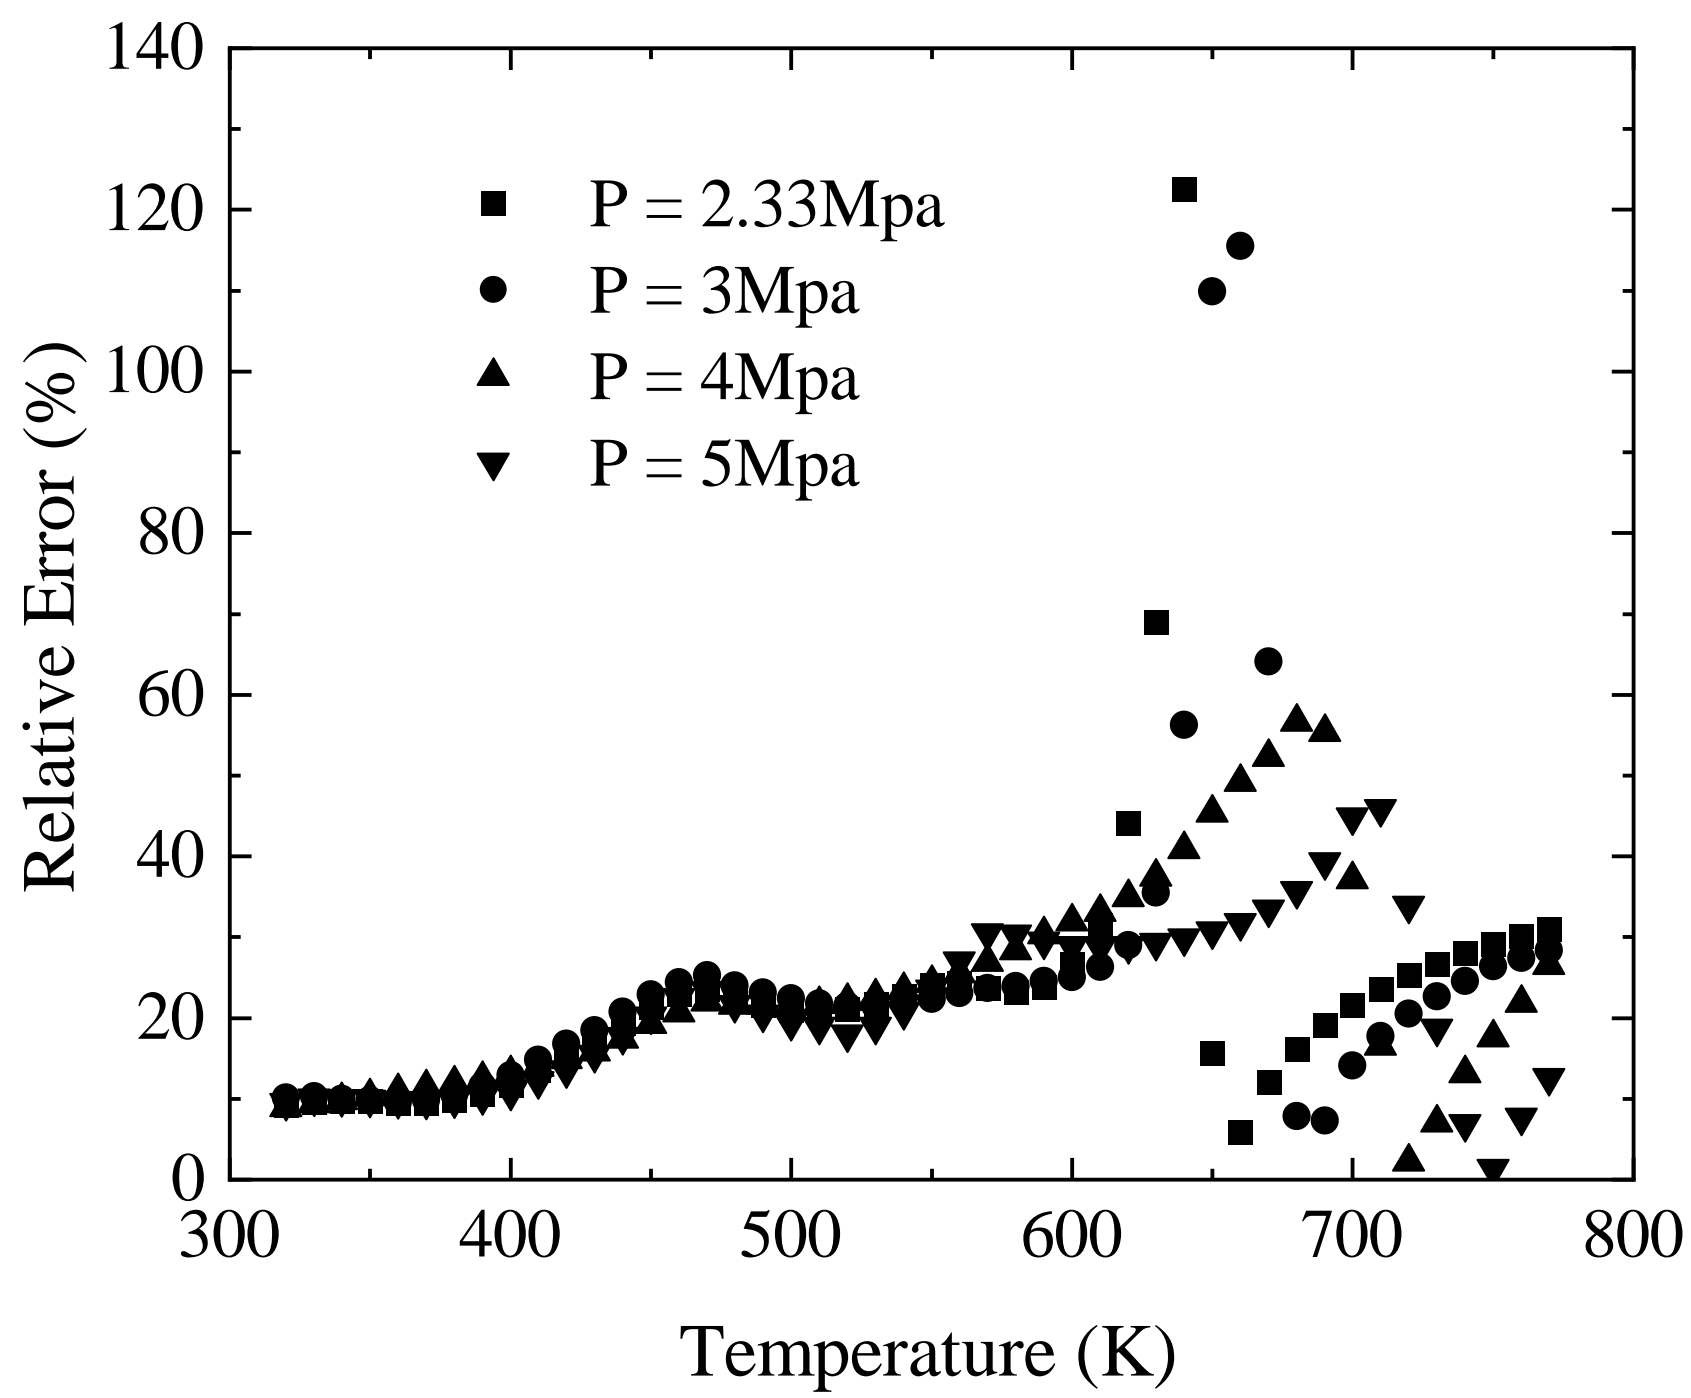 140
120
100
80
60
40
20
0
Relative Error (%)
P = 2.33Mpa
P = 3Mpa
P = 4Mpa
P = 5Mpa
300 400 500 600 700 800
Temperature (K)